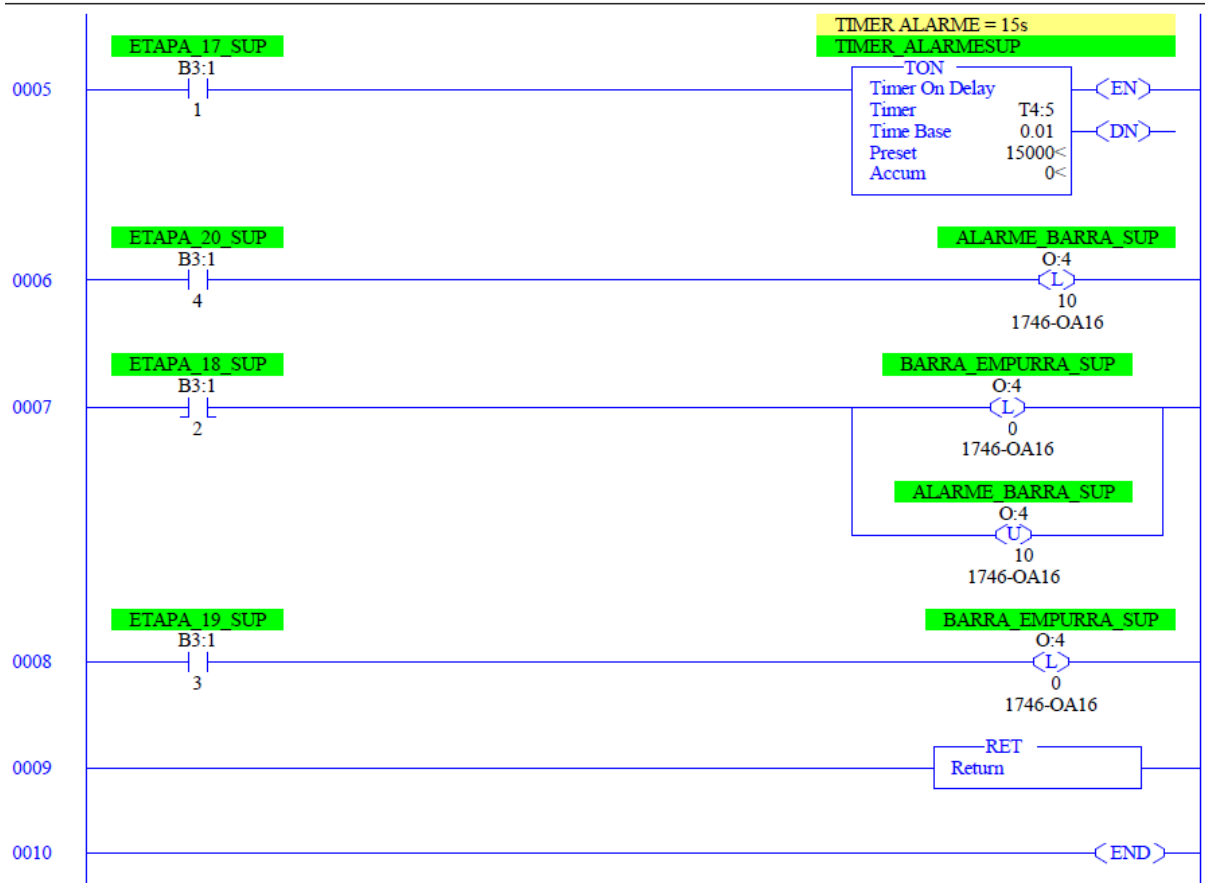 TIMER ALARME = 15s
ETAPA_17_SUP
TIMER_ALARMESUP
B3:1
TON
0005
Timer On Delay
EN
1
Timer T4:5
Time Base 0.01
DN
Preset 15000<
Accum 0<
ETAPA_20_SUP
ALARME_BARRA_SUP
B3:1
O:4
0006
L
4
10
1746-OA16
ETAPA_18_SUP
BARRA_EMPURRA_SUP
B3:1
O:4
0007
L
2
0
1746-OA16
ALARME_BARRA_SUP
O:4
U
10
1746-OA16
ETAPA_19_SUP
BARRA_EMPURRA_SUP
B3:1
O:4
0008
L
3
0
1746-OA16
RET
0009
Return
0010
END